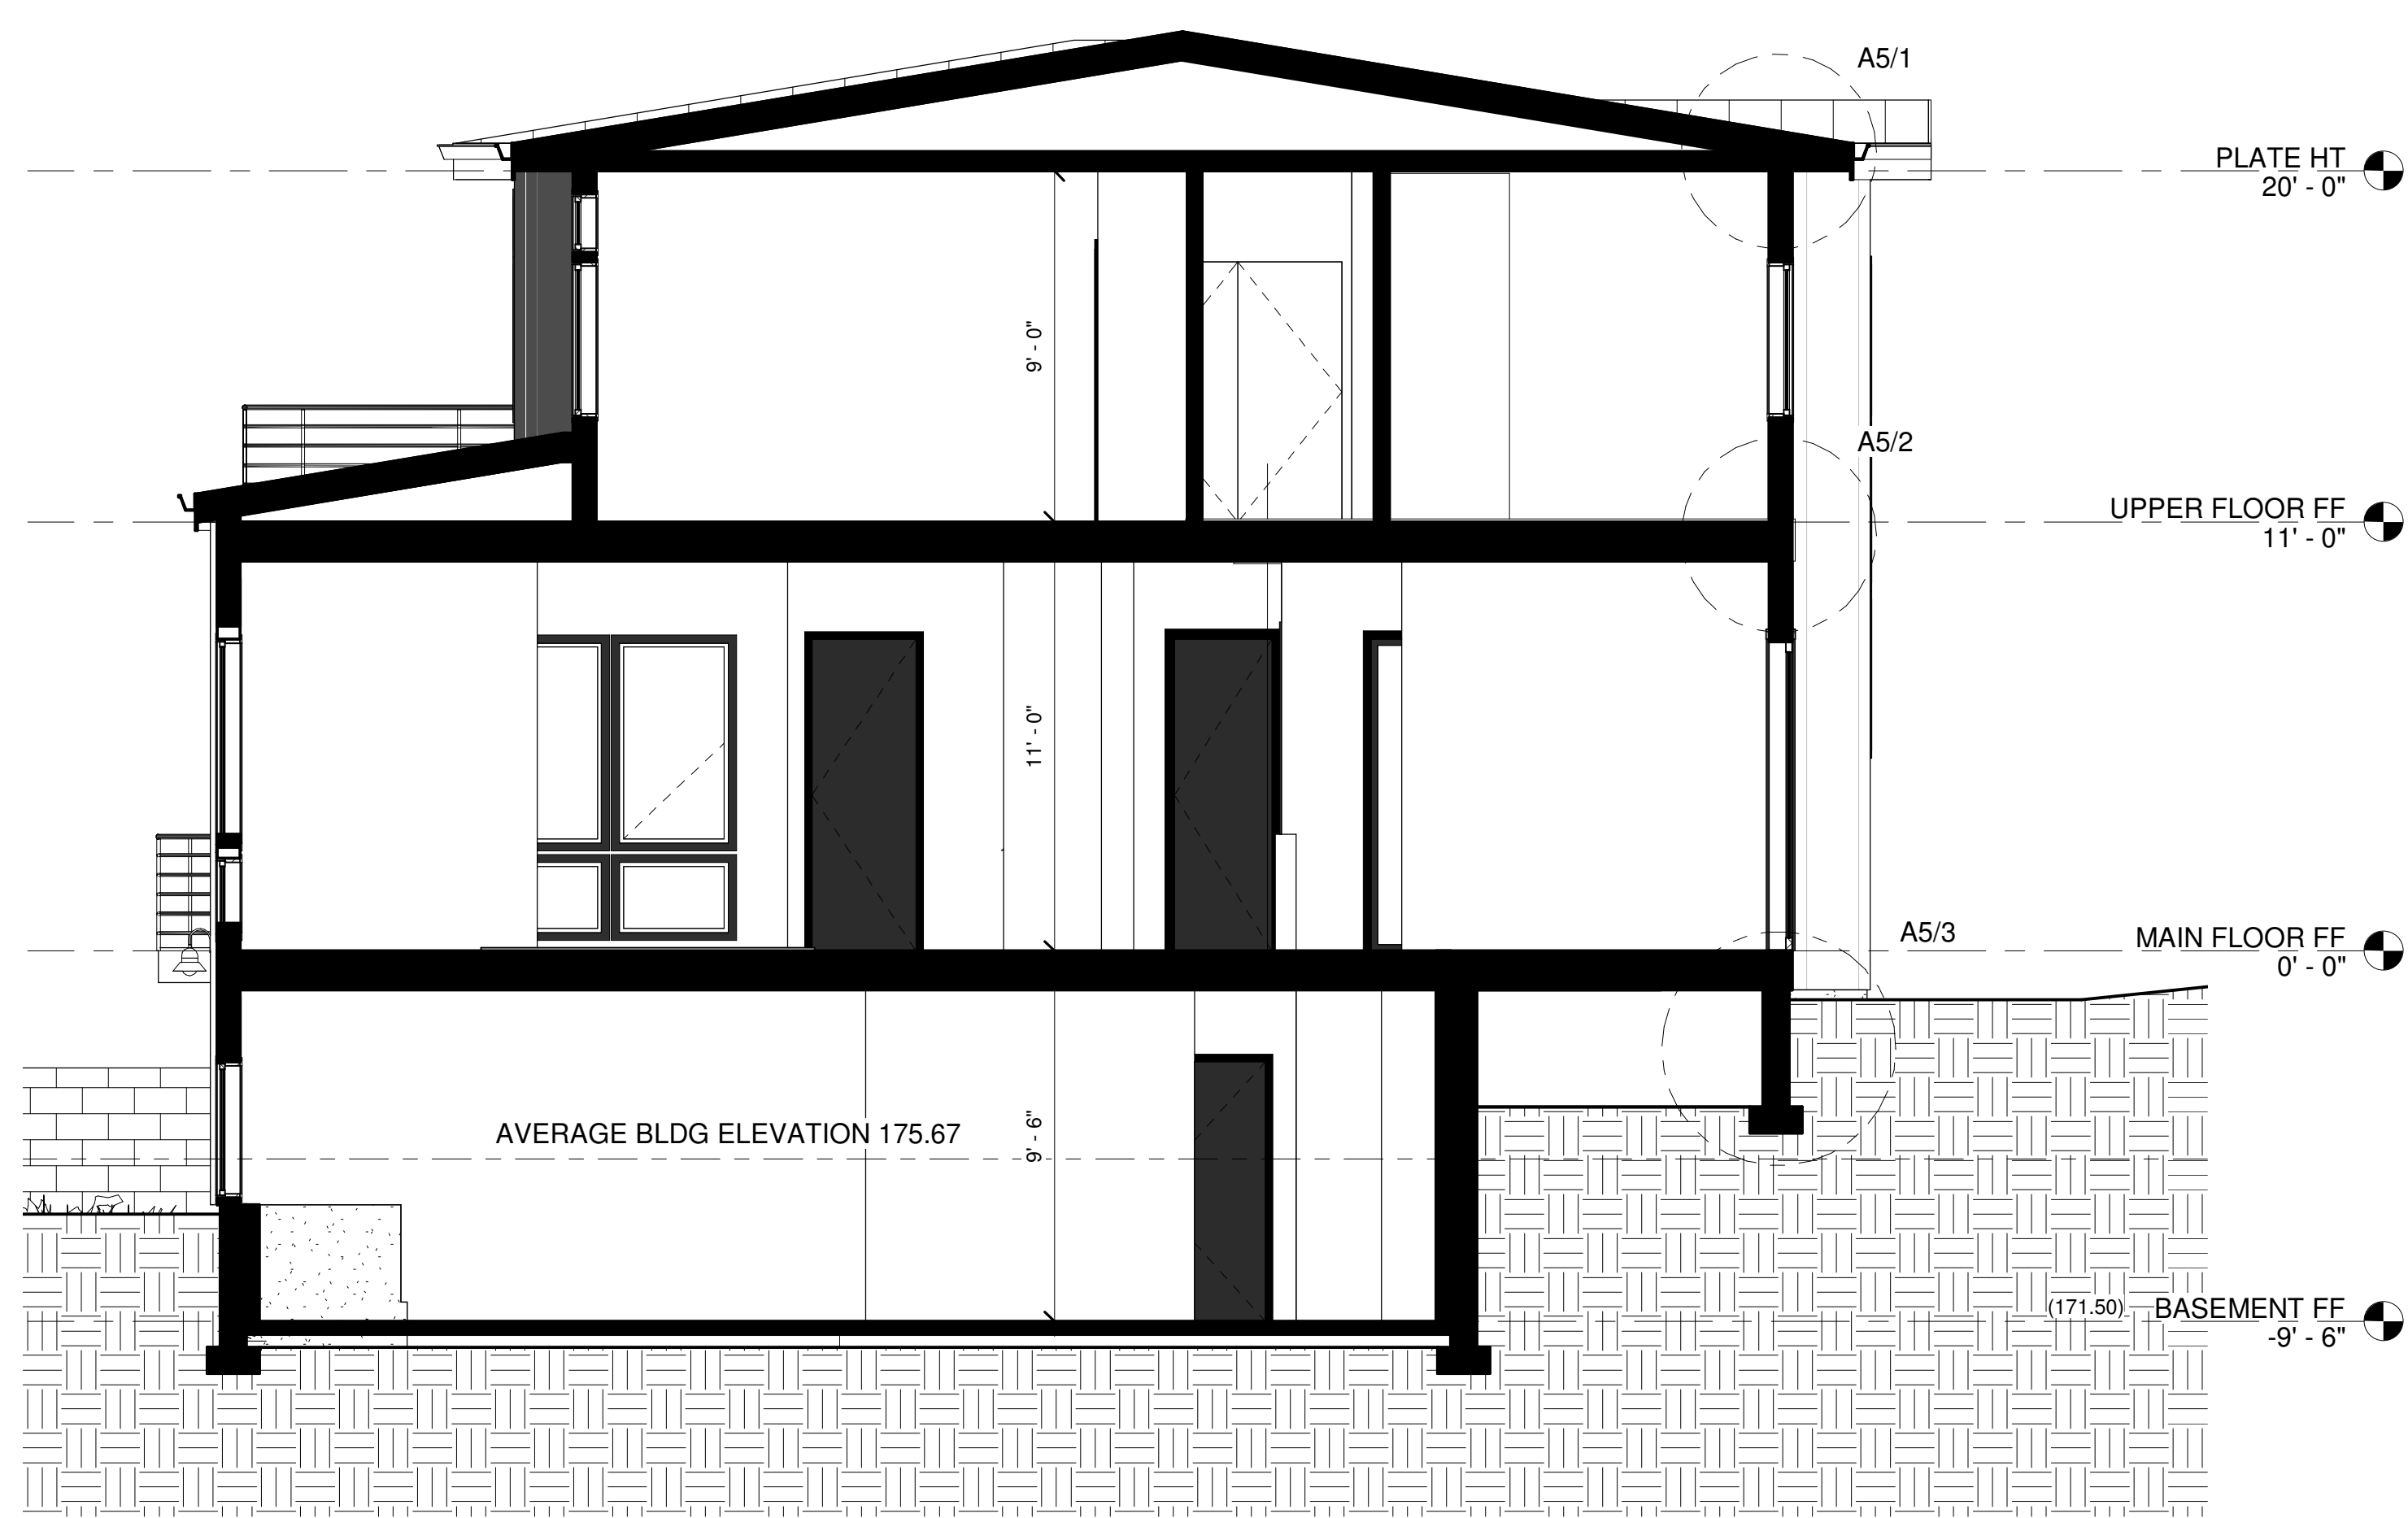 A5/1
PLATE HT
20' - 0"
9' - 0"
A5/2
UPPER FLOOR FF
11' - 0"
11' - 0"
A5/3
MAIN FLOOR FF
0' - 0"
AVERAGE BLDG ELEVATION 175.67
9' - 6"
(171.50)
BASEMENT FF
-9' - 6"